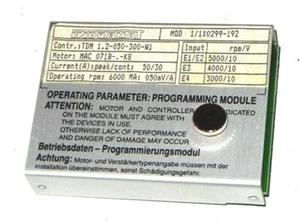 MOD 1/1X0299-192
Contr.: TDM 1.2-050-300-W1
Motor: MAC 071B-.-KS
Current(A):peak/cont: 50/30
Operating rpm: 6000 MA: 050mV/A
Input rpm/V
E1/E2 5000/10
E3 4000/10
E4 3000/10
OPERATING PARAMETER: PROGRAMMING MODULE
ATTENTION: MOTOR AND CONTROLLER DICATED
ON THE MODULE MUST AGREE WITH
THE DEVICES INSTALLED,
OTHERWISE LACK OF PERFORMANCE
AND DANGER OF DAMAGE MAY OCCUR
Betriebsdaten - Programmierungsmodul
Achtung: Motor- und Verstärkertypenangabe müssen mit der
Installation übereinstimmen, sonst Schädigungsgefahr.